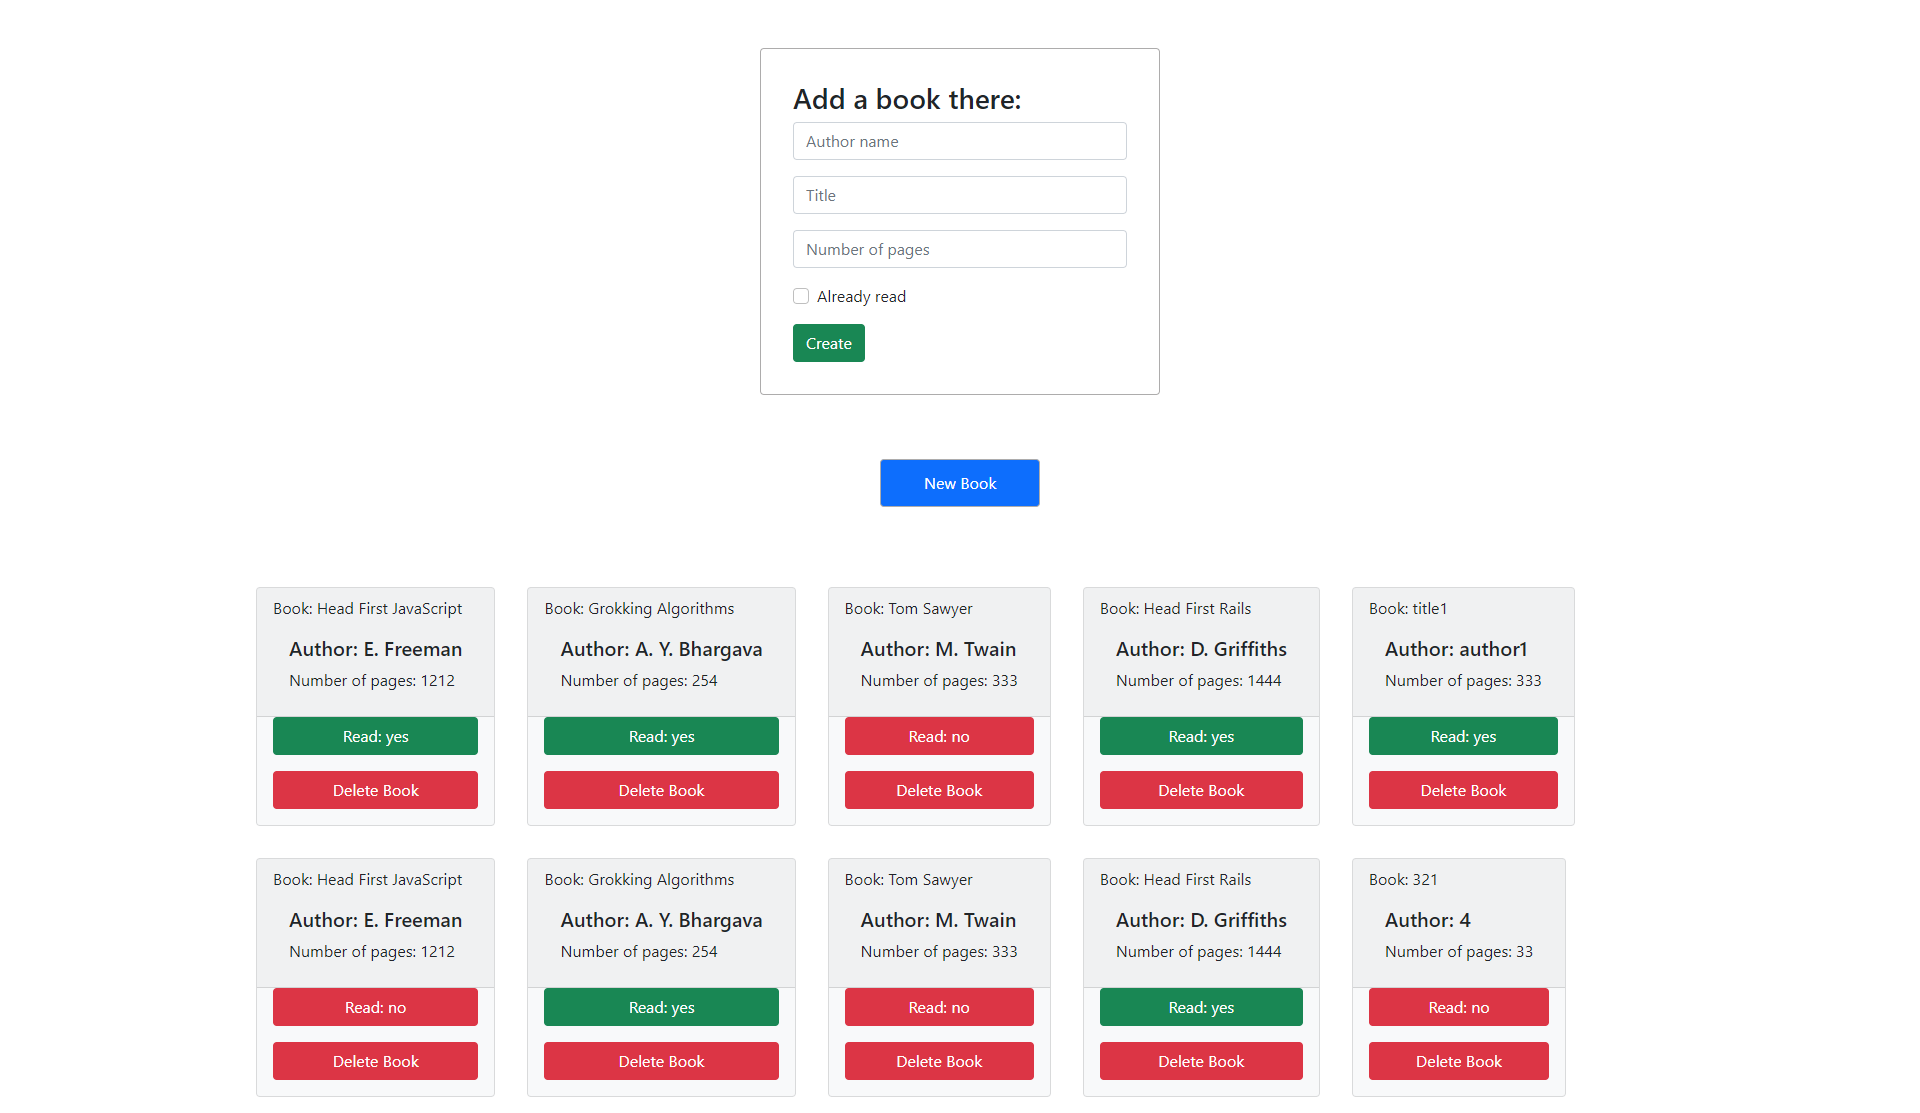 Add a book there:
Author name
Title
Number of pages
Already read
Create
New Book
Book: Head First JavaScript
Author: E. Freeman
Number of pages: 1212
Read: yes
Delete Book
Book: Grokking Algorithms
Author: A. Y. Bhargava
Number of pages: 254
Read: yes
Delete Book
Book: Tom Sawyer
Author: M. Twain
Number of pages: 333
Read: no
Delete Book
Book: Head First Rails
Author: D. Griffiths
Number of pages: 1444
Read: yes
Delete Book
Book: title1
Author: author1
Number of pages: 333
Read: yes
Delete Book
Book: Head First JavaScript
Author: E. Freeman
Number of pages: 1212
Read: no
Delete Book
Book: Grokking Algorithms
Author: A. Y. Bhargava
Number of pages: 254
Read: yes
Delete Book
Book: Tom Sawyer
Author: M. Twain
Number of pages: 333
Read: no
Delete Book
Book: Head First Rails
Author: D. Griffiths
Number of pages: 1444
Read: yes
Delete Book
Book: 321
Author: 4
Number of pages: 33
Read: no
Delete Book